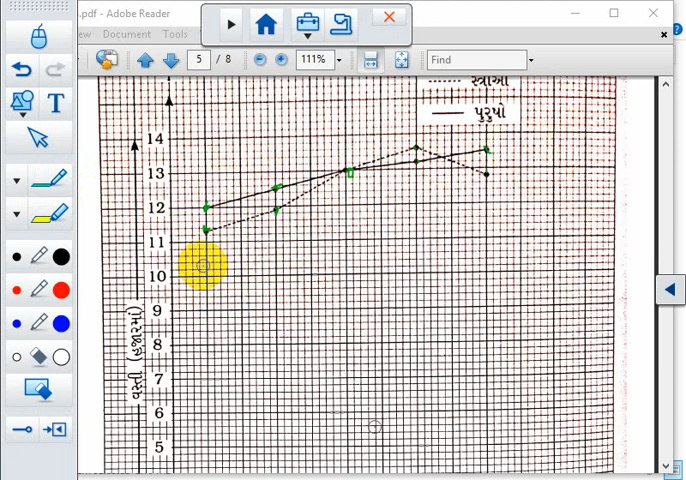 .pdf - Adobe Reader
ew Document Tools
5 / 8 111% Find
સ્ત્રીઓ
પુરુષો
14
13
12
11
10
9
8
7
6
5
વસ્તી (હજારમાં)
T